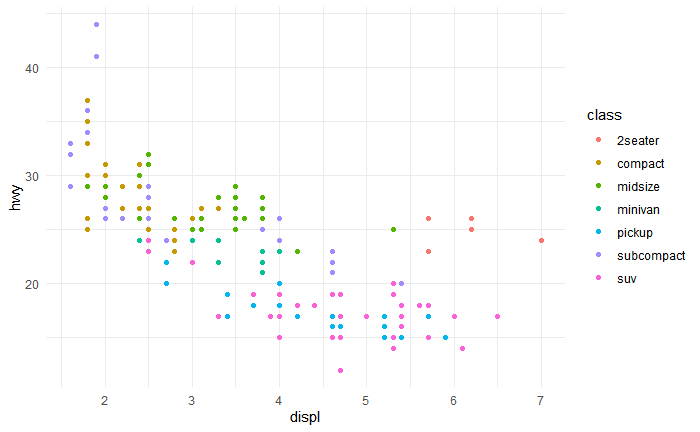 40
30
20
hwy
2 3 4 5 6 7
displ
class
2seater
compact
midsize
minivan
pickup
subcompact
suv